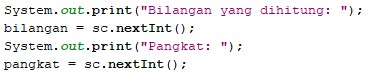 System.out.print("Bilangan yang dihitung: ");
bilangan = sc.nextInt();
System.out.print("Pangkat: ");
pangkat = sc.nextInt();